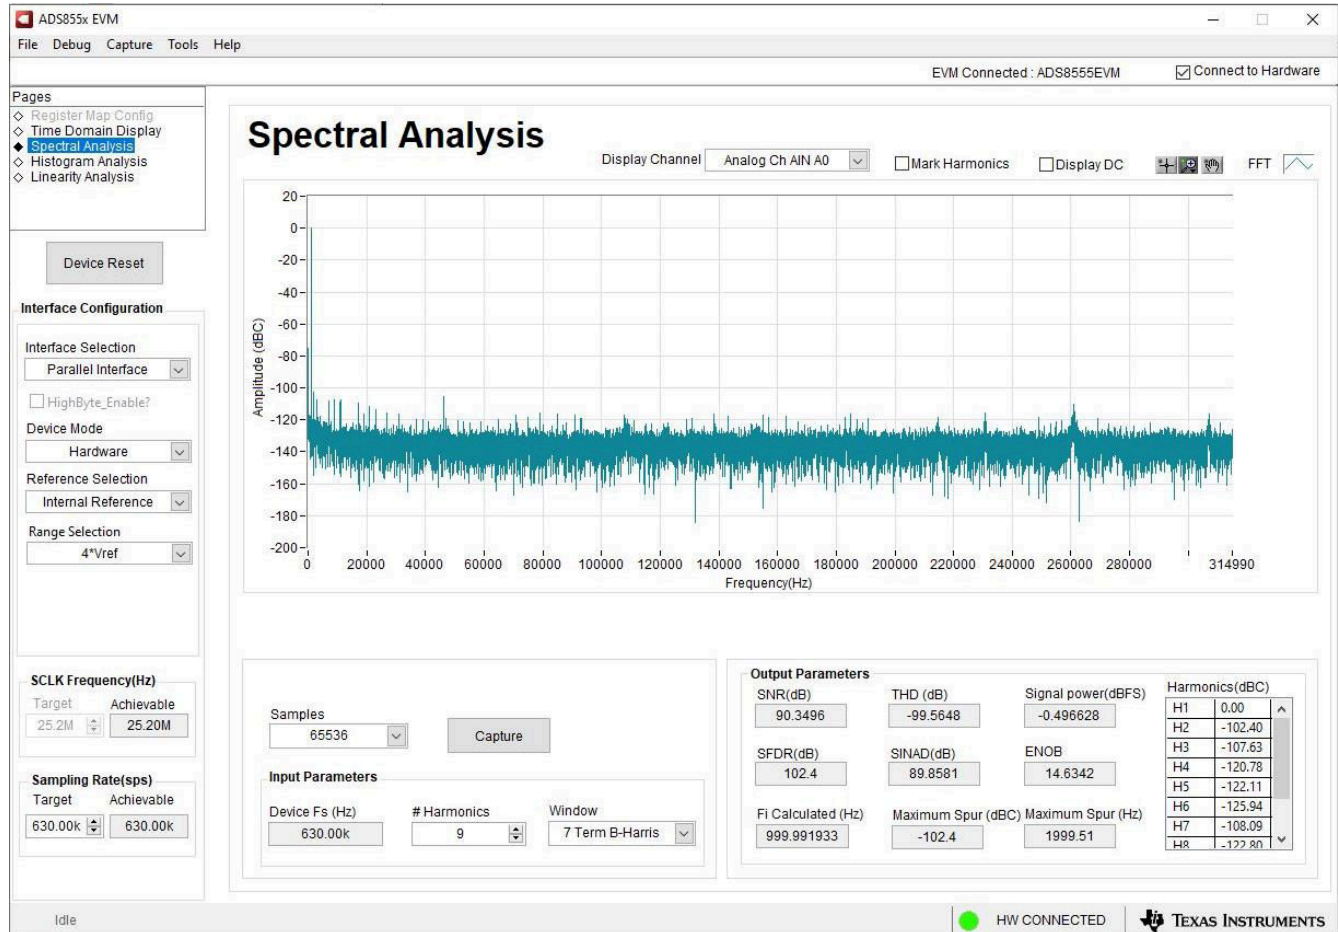 ADS855x EVM
File Debug Capture Tools Help
EVM Connected : ADS8555EVM Connect to Hardware
Pages
Register Map Config
Time Domain Display
Spectral Analysis
Histogram Analysis
Linearity Analysis
Device Reset
Interface Configuration
Interface Selection
Parallel Interface
HighByte_Enable?
Device Mode
Hardware
Reference Selection
Internal Reference
Range Selection
4*Vref
SCLK Frequency(Hz)
Target Achievable
25.2M 25.20M
Sampling Rate(sps)
Target Achievable
630.00k 630.00k
Spectral Analysis
Display Channel Analog Ch AIN A0 Mark Harmonics Display DC FFT
20
0
-20
-40
-60
-80
-100
-120
-140
-160
-180
-200
Amplitude (dBC)
0 20000 40000 60000 80000 100000 120000 140000 160000 180000 200000 220000 240000 260000 280000 314990
Frequency(Hz)
Samples
65536
Capture
Input Parameters
Device Fs (Hz) # Harmonics Window
630.00k 9 7 Term B-Harris
Output Parameters
SNR(dB) THD (dB) Signal power(dBFS)
90.3496 -99.5648 -0.496628
SFDR(dB) SINAD(dB) ENOB
102.4 89.8581 14.6342
Fi Calculated (Hz) Maximum Spur (dBC) Maximum Spur (Hz)
999.991933 -102.4 1999.51
Harmonics(dBC)
H1 0.00
H2 -102.40
H3 -107.63
H4 -120.78
H5 -122.11
H6 -125.94
H7 -108.09
H8 -122.80
Idle HW CONNECTED TEXAS INSTRUMENTS